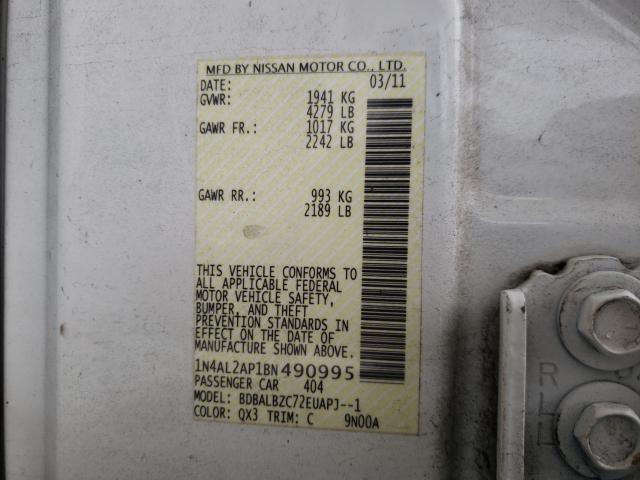 MFD BY NISSAN MOTOR CO., LTD.
DATE: 03/11
GVWR: 1941 KG
4279 LB
GAWR FR.: 1017 KG
2242 LB
GAWR RR.: 993 KG
2189 LB
THIS VEHICLE CONFORMS TO
ALL APPLICABLE FEDERAL
MOTOR VEHICLE SAFETY,
BUMPER, AND THEFT
PREVENTION STANDARDS IN
EFFECT ON THE DATE OF
MANUFACTURE SHOWN ABOVE.
1N4AL2AP1BN490995
PASSENGER CAR 404
MODEL: BDBALBZC72EUAPJ--1
COLOR: QX3 TRIM: C 9N00A
R